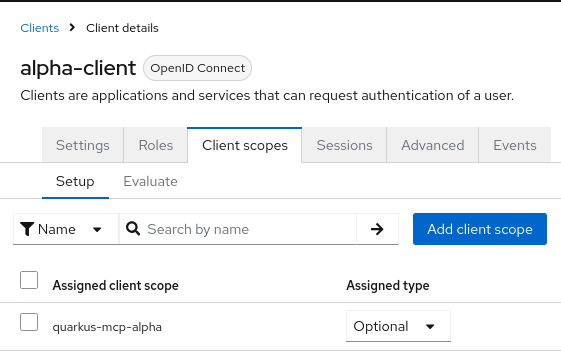 Clients > Client details
alpha-client OpenID Connect
Clients are applications and services that can request authentication of a user.
Settings Roles Client scopes Sessions Advanced Events
Setup Evaluate
Name Search by name Add client scope
Assigned client scope Assigned type
quarkus-mcp-alpha Optional